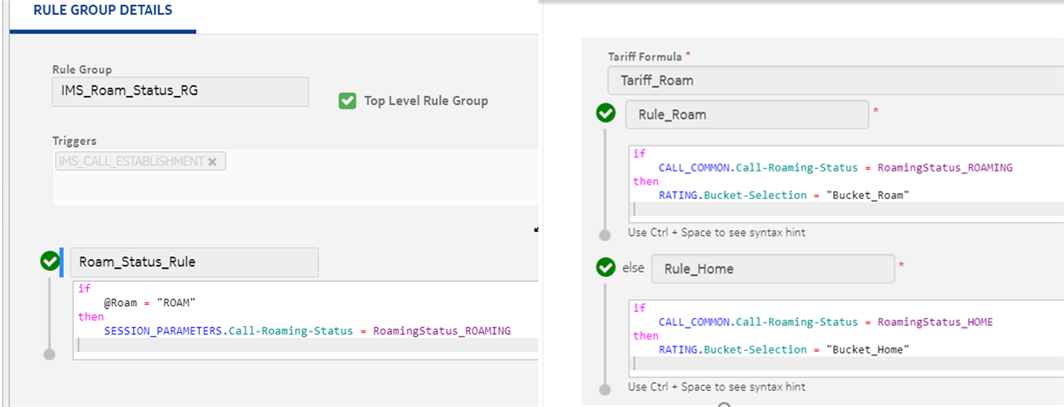 RULE GROUP DETAILS
Rule Group
IMS_Roam_Status_RG
Top Level Rule Group
Triggers
IMS_CALL_ESTABLISHMENT ×
Roam_Status_Rule
if
@Roam = "ROAM"
then
SESSION_PARAMETERS.Call-Roaming-Status = RoamingStatus_ROAMING
Tariff Formula *
Tariff_Roam
Rule_Roam *
if
CALL_COMMON.Call-Roaming-Status = RoamingStatus_ROAMING
then
RATING.Bucket-Selection = "Bucket_Roam"
Use Ctrl + Space to see syntax hint
else Rule_Home *
if
CALL_COMMON.Call-Roaming-Status = RoamingStatus_HOME
then
RATING.Bucket-Selection = "Bucket_Home"
Use Ctrl + Space to see syntax hint